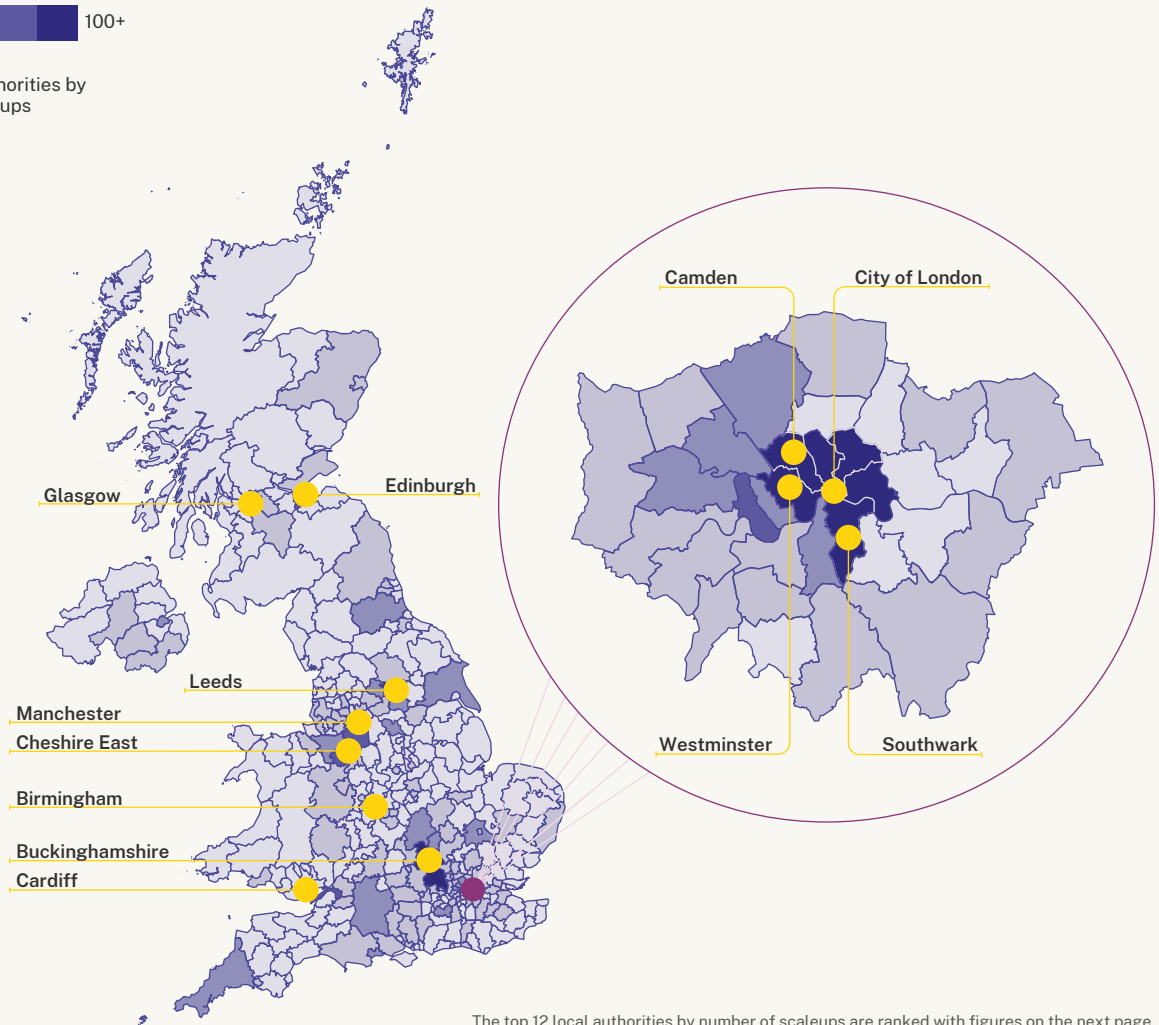 100+
horities by
ups
Camden
City of London
Glasgow
Edinburgh
Leeds
Manchester
Cheshire East
Birmingham
Buckinghamshire
Cardiff
Westminster
Southwark
The top 12 local authorities by number of scaleups are ranked with figures on the next page